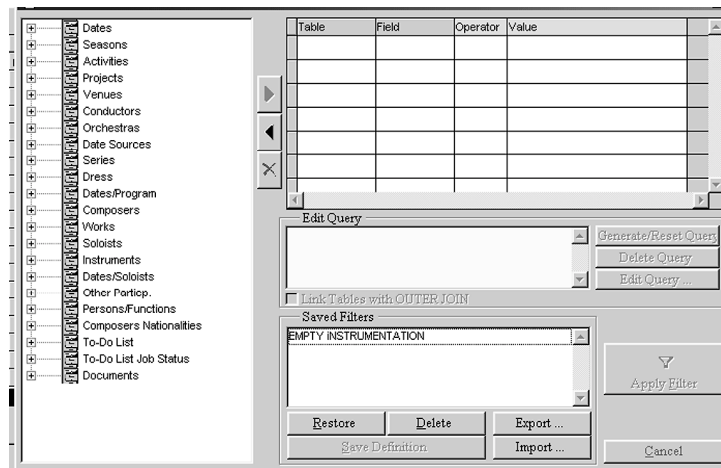 Dates
Seasons
Activities
Projects
Venues
Conductors
Orchestras
Date Sources
Series
Dress
Dates/Program
Composers
Works
Soloists
Instruments
Dates/Soloists
Other Particip.
Persons/Functions
Composers Nationalities
To-Do List
To-Do List Job Status
Documents
Table Field Operator Value
Edit Query
Generate/Reset Query
Delete Query
Edit Query ...
Link Tables with OUTER JOIN
Saved Filters
EMPTY iNSTRUMENTATION
Apply Filter
Restore Delete Export ...
Save Definition Import ... Cancel